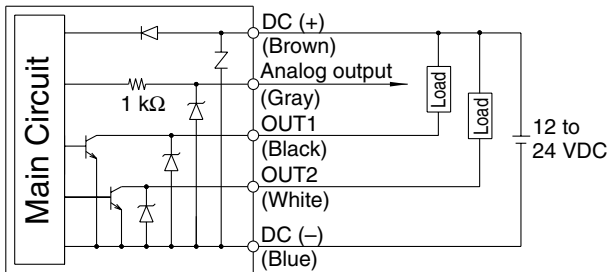 Main Circuit
DC (+)
(Brown)
Analog output
1 kΩ
(Gray)
OUT1
(Black)
OUT2
(White)
DC (–)
(Blue)
Load
Load
12 to
24 VDC